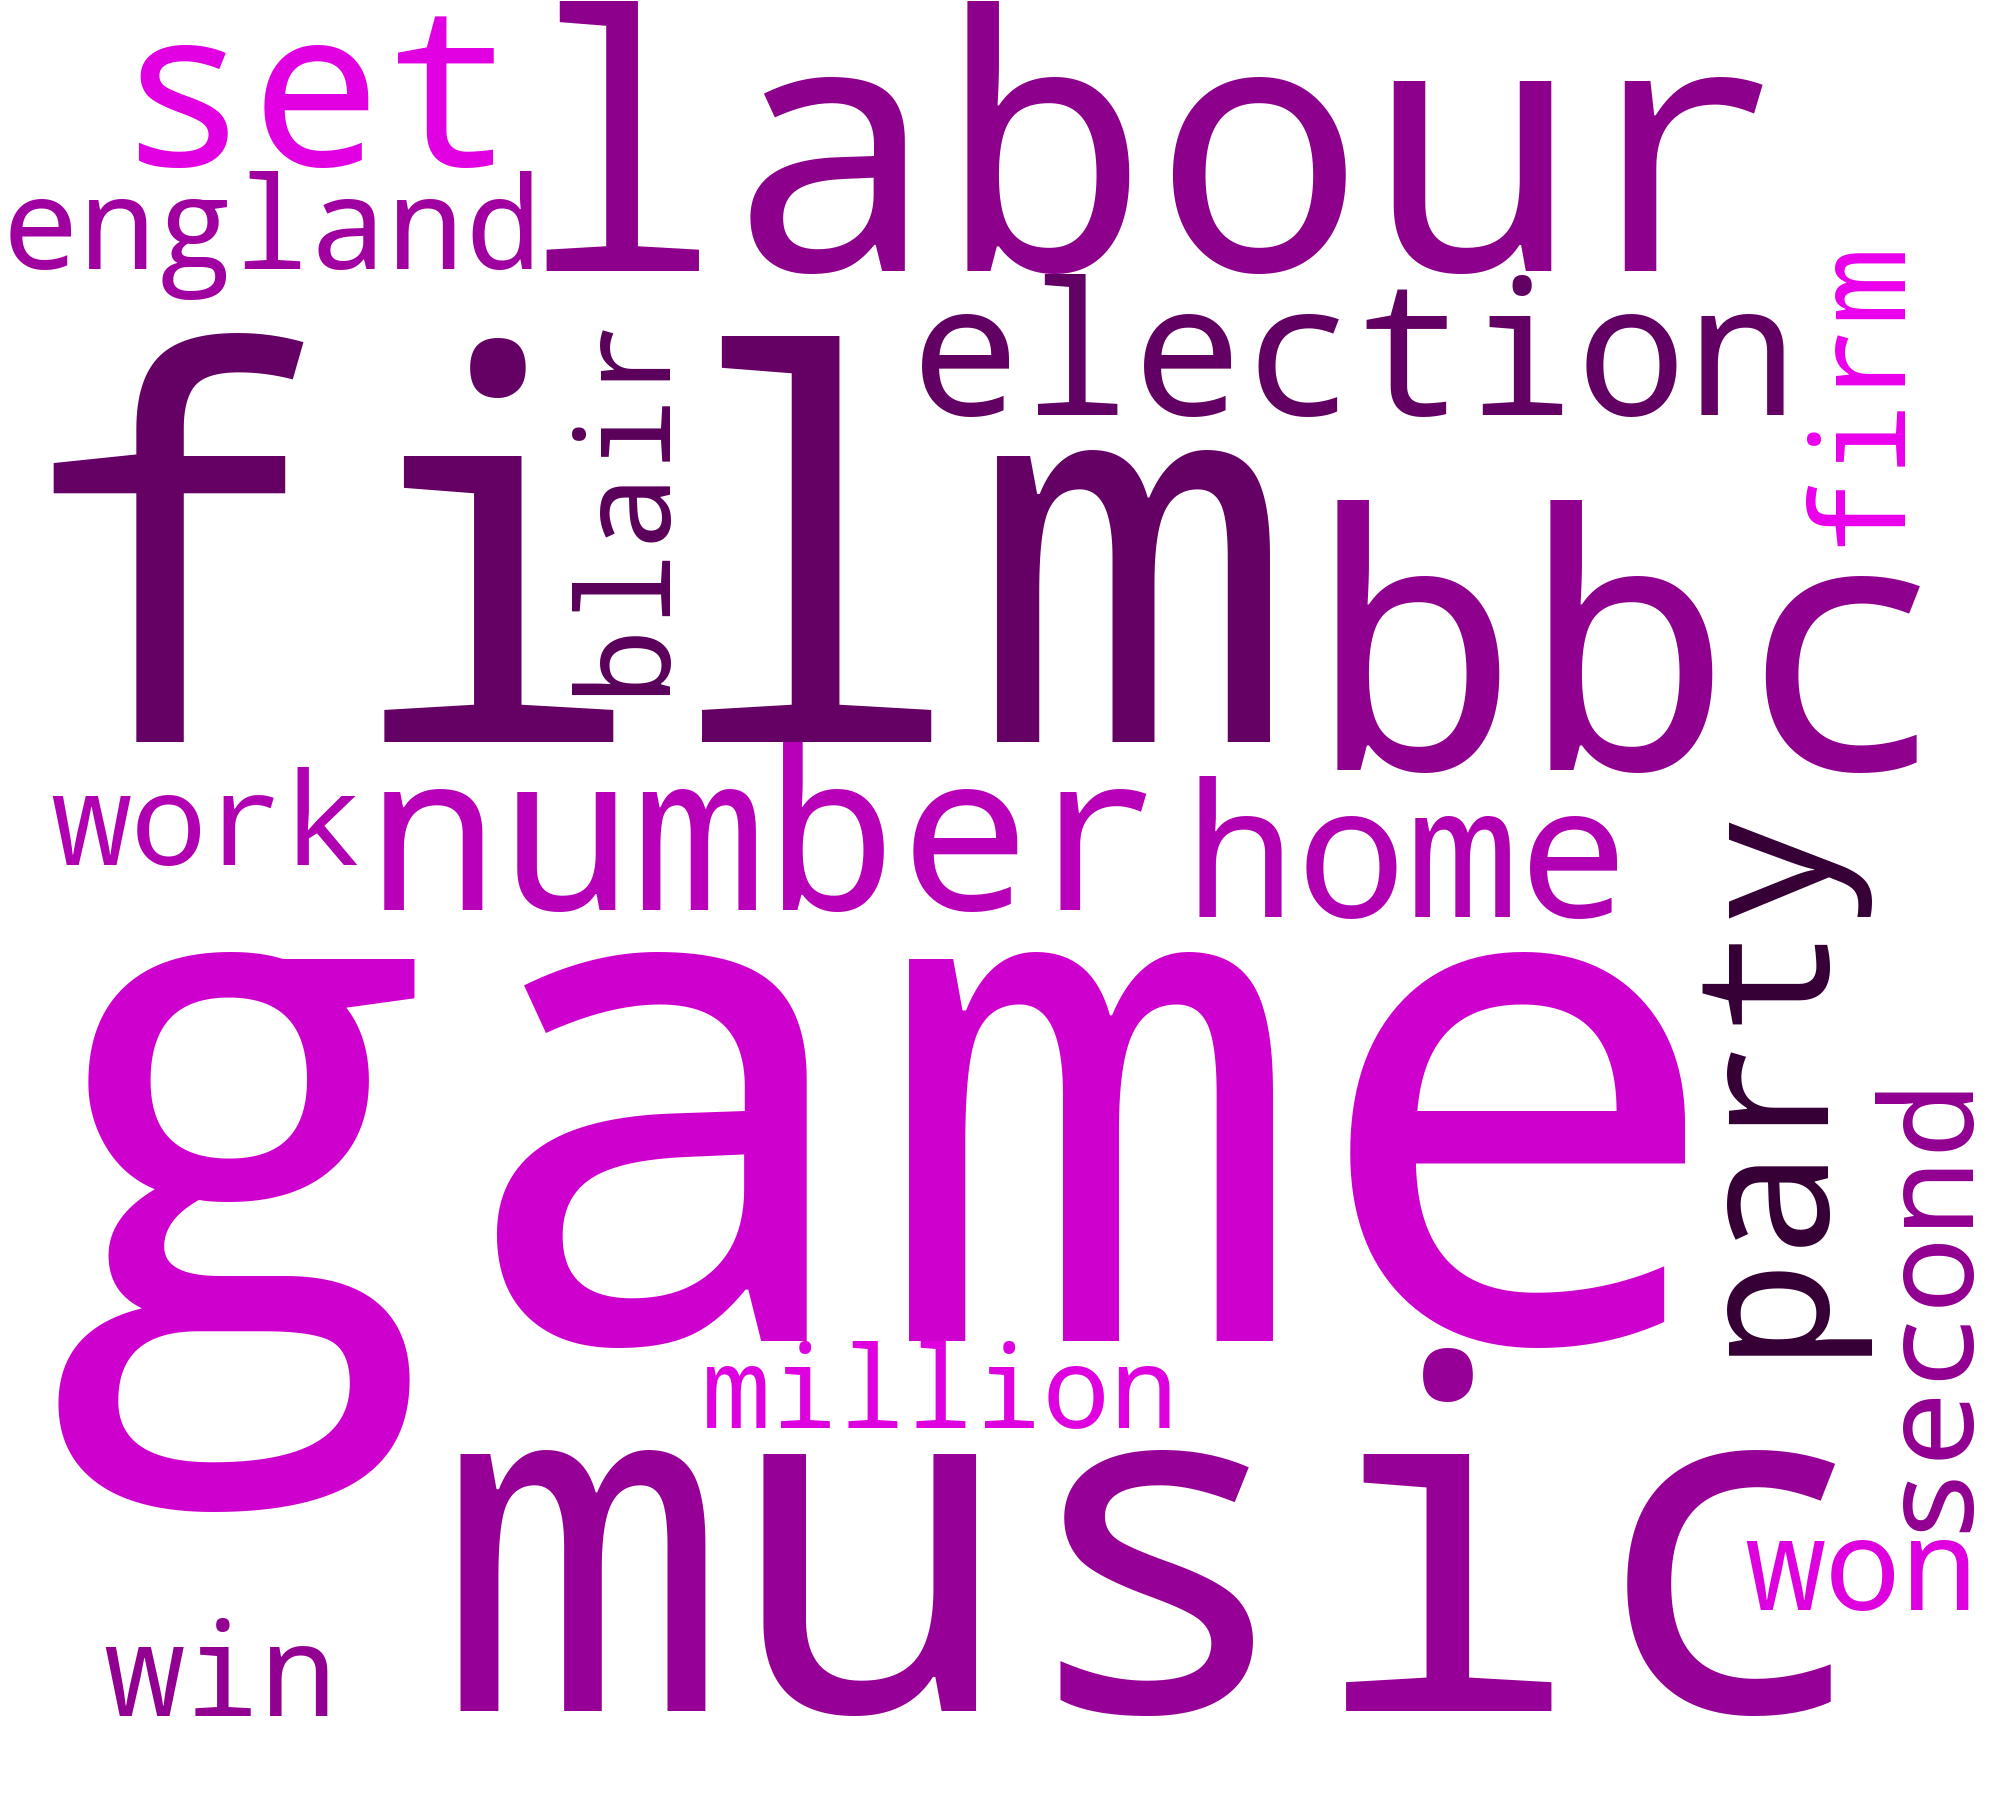 set labour
england
election
firm
film
blair
bbc
work number home
party
game
second
million
music
won
win